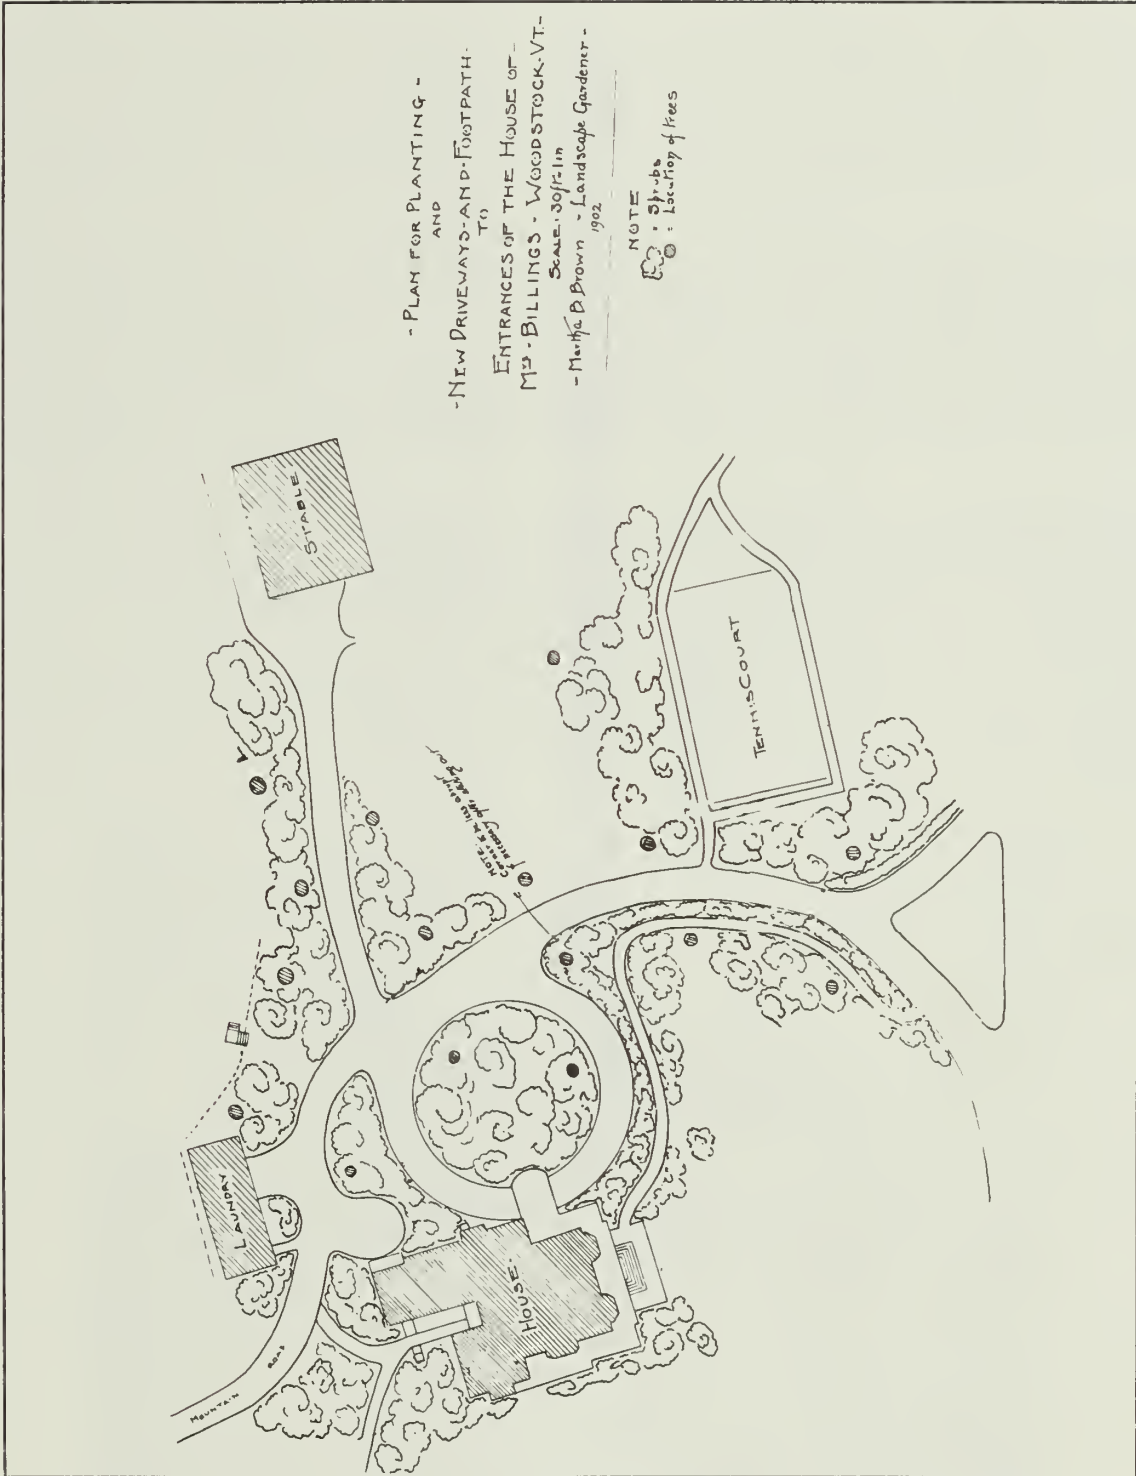 - PLAN FOR PLANTING -
AND
- NEW DRIVEWAYS - AND - FOOTPATH -
TO
ENTRANCES OF THE HOUSE OF -
Mrs - BILLINGS - WOODSTOCK - VT. -
SCALE: 30ft - 1in
- Martha B Brown - Landscape Gardener -
1902
NOTE
: Shrubs
: Location of trees
STABLE
TENNIS COURT
NOTE:
LAUNDRY
HOUSE.
MOUNTAIN ROAD